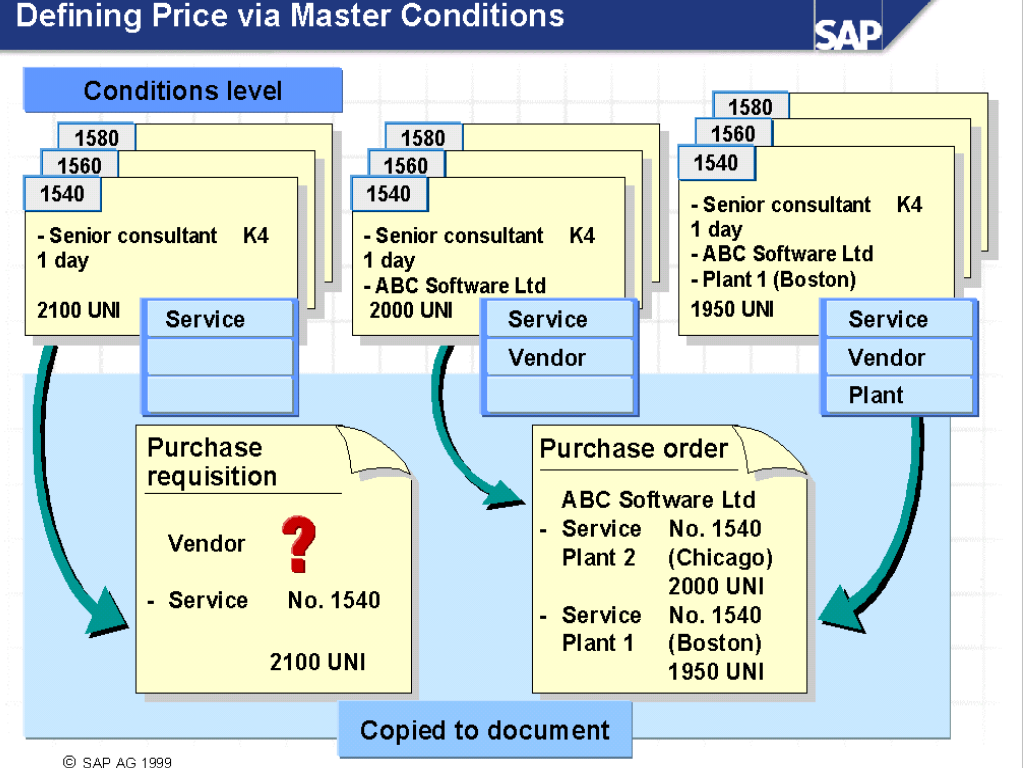 Defining Price via Master Conditions
SAP
Conditions level
1580
1560
1540
- Senior consultant K4
1 day
2100 UNI
Service
1580
1560
1540
- Senior consultant K4
1 day
- ABC Software Ltd
2000 UNI
Service
Vendor
1580
1560
1540
- Senior consultant K4
1 day
- ABC Software Ltd
- Plant 1 (Boston)
1950 UNI
Service
Vendor
Plant
Purchase
requisition
Vendor ?
- Service No. 1540
2100 UNI
Purchase order
ABC Software Ltd
- Service No. 1540
Plant 2 (Chicago)
2000 UNI
- Service No. 1540
Plant 1 (Boston)
1950 UNI
Copied to document
© SAP AG 1999